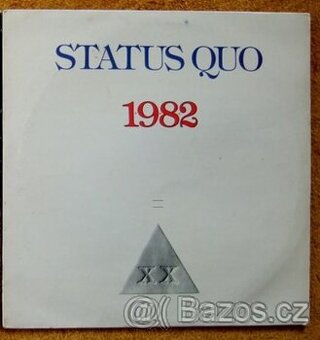 STATUS QUO
1982
XX
@(( Bazos.cz